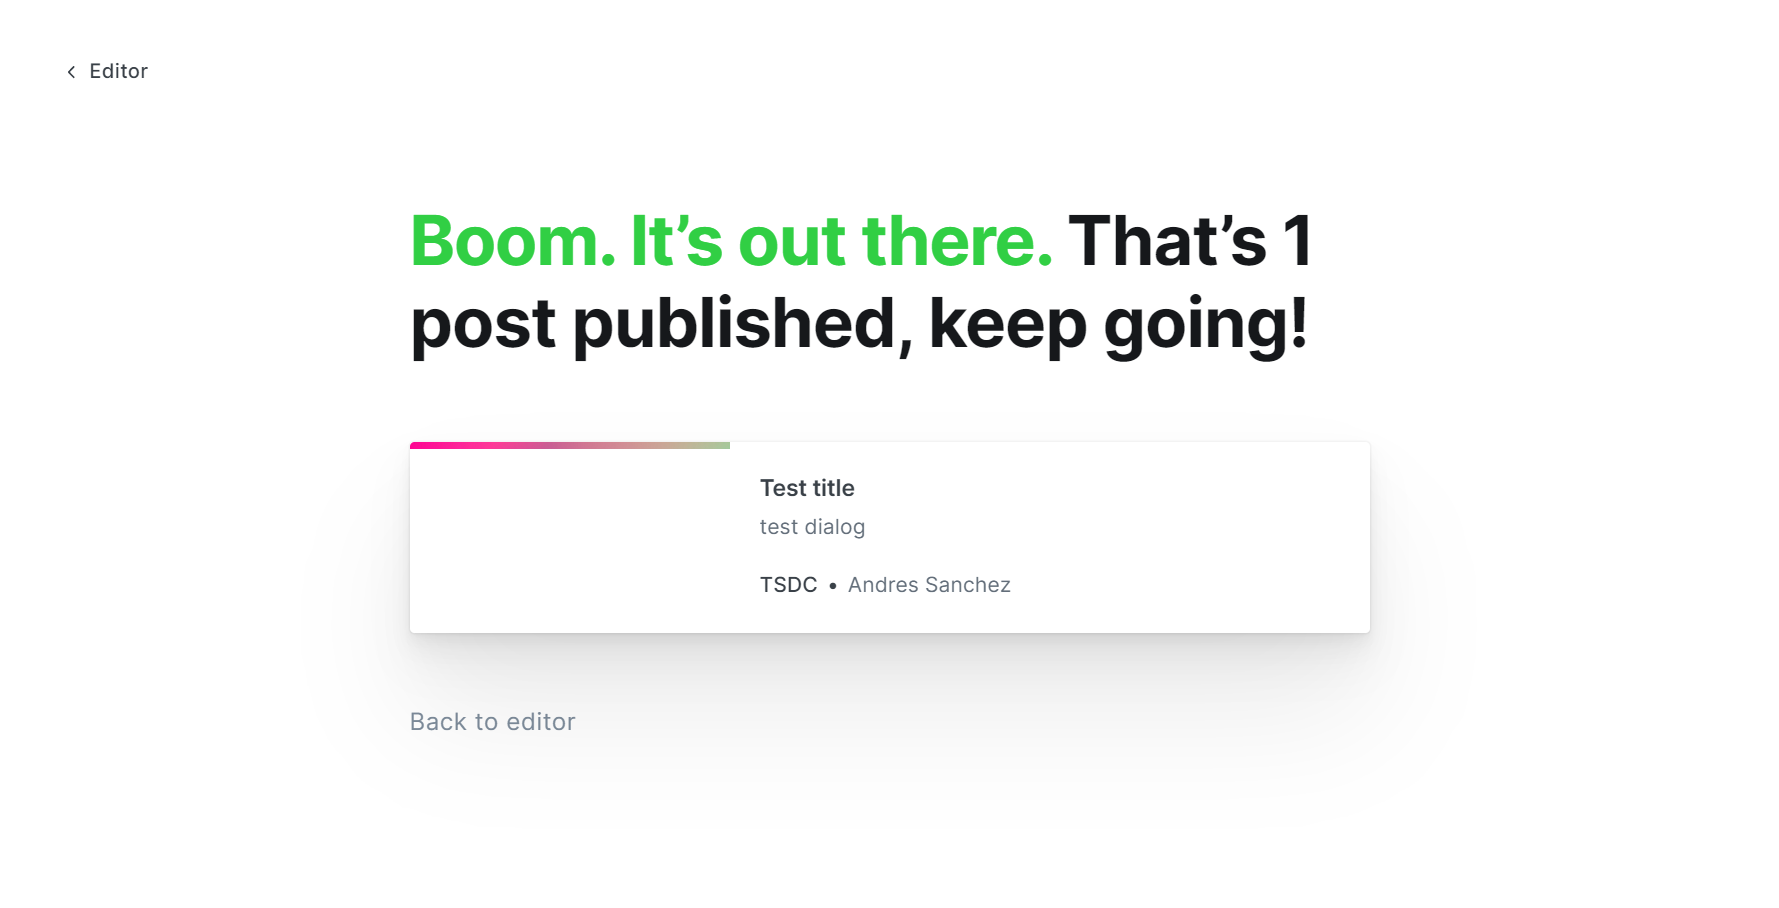 Editor
Boom. It’s out there. That’s 1
post published, keep going!
Test title
test dialog
TSDC • Andres Sanchez
Back to editor